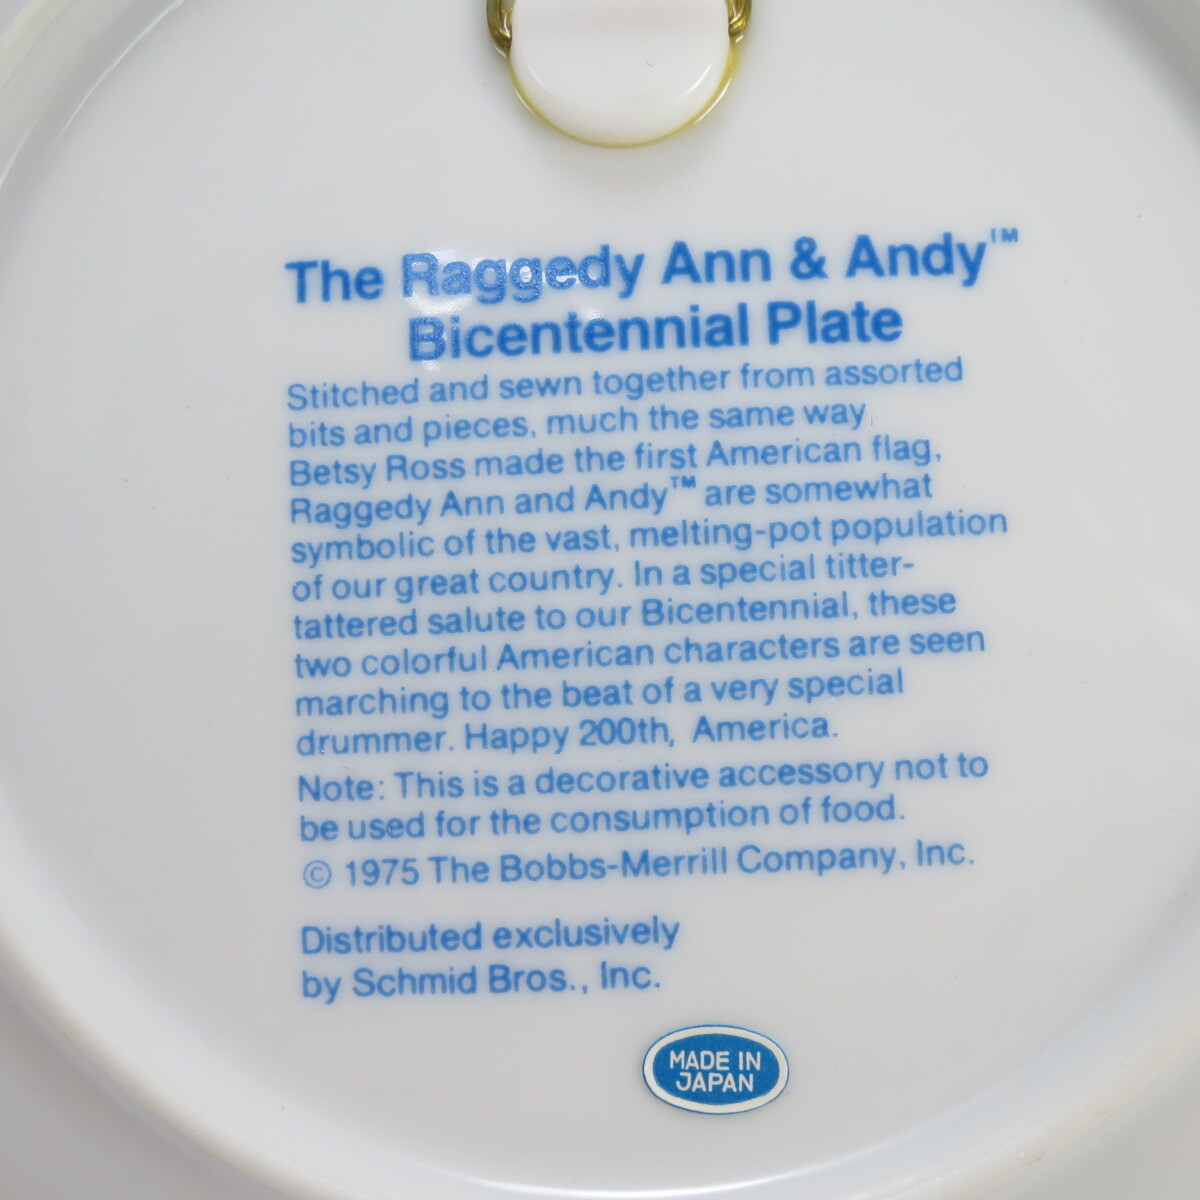 The Raggedy Ann & Andy™
Bicentennial Plate
Stitched and sewn together from assorted
bits and pieces, much the same way
Betsy Ross made the first American flag,
Raggedy Ann and Andy™ are somewhat
symbolic of the vast, melting-pot population
of our great country. In a special titter-
tattered salute to our Bicentennial, these
two colorful American characters are seen
marching to the beat of a very special
drummer. Happy 200th, America.
Note: This is a decorative accessory not to
be used for the consumption of food.
© 1975 The Bobbs-Merrill Company, Inc.
Distributed exclusively
by Schmid Bros., Inc.
MADE IN
JAPAN